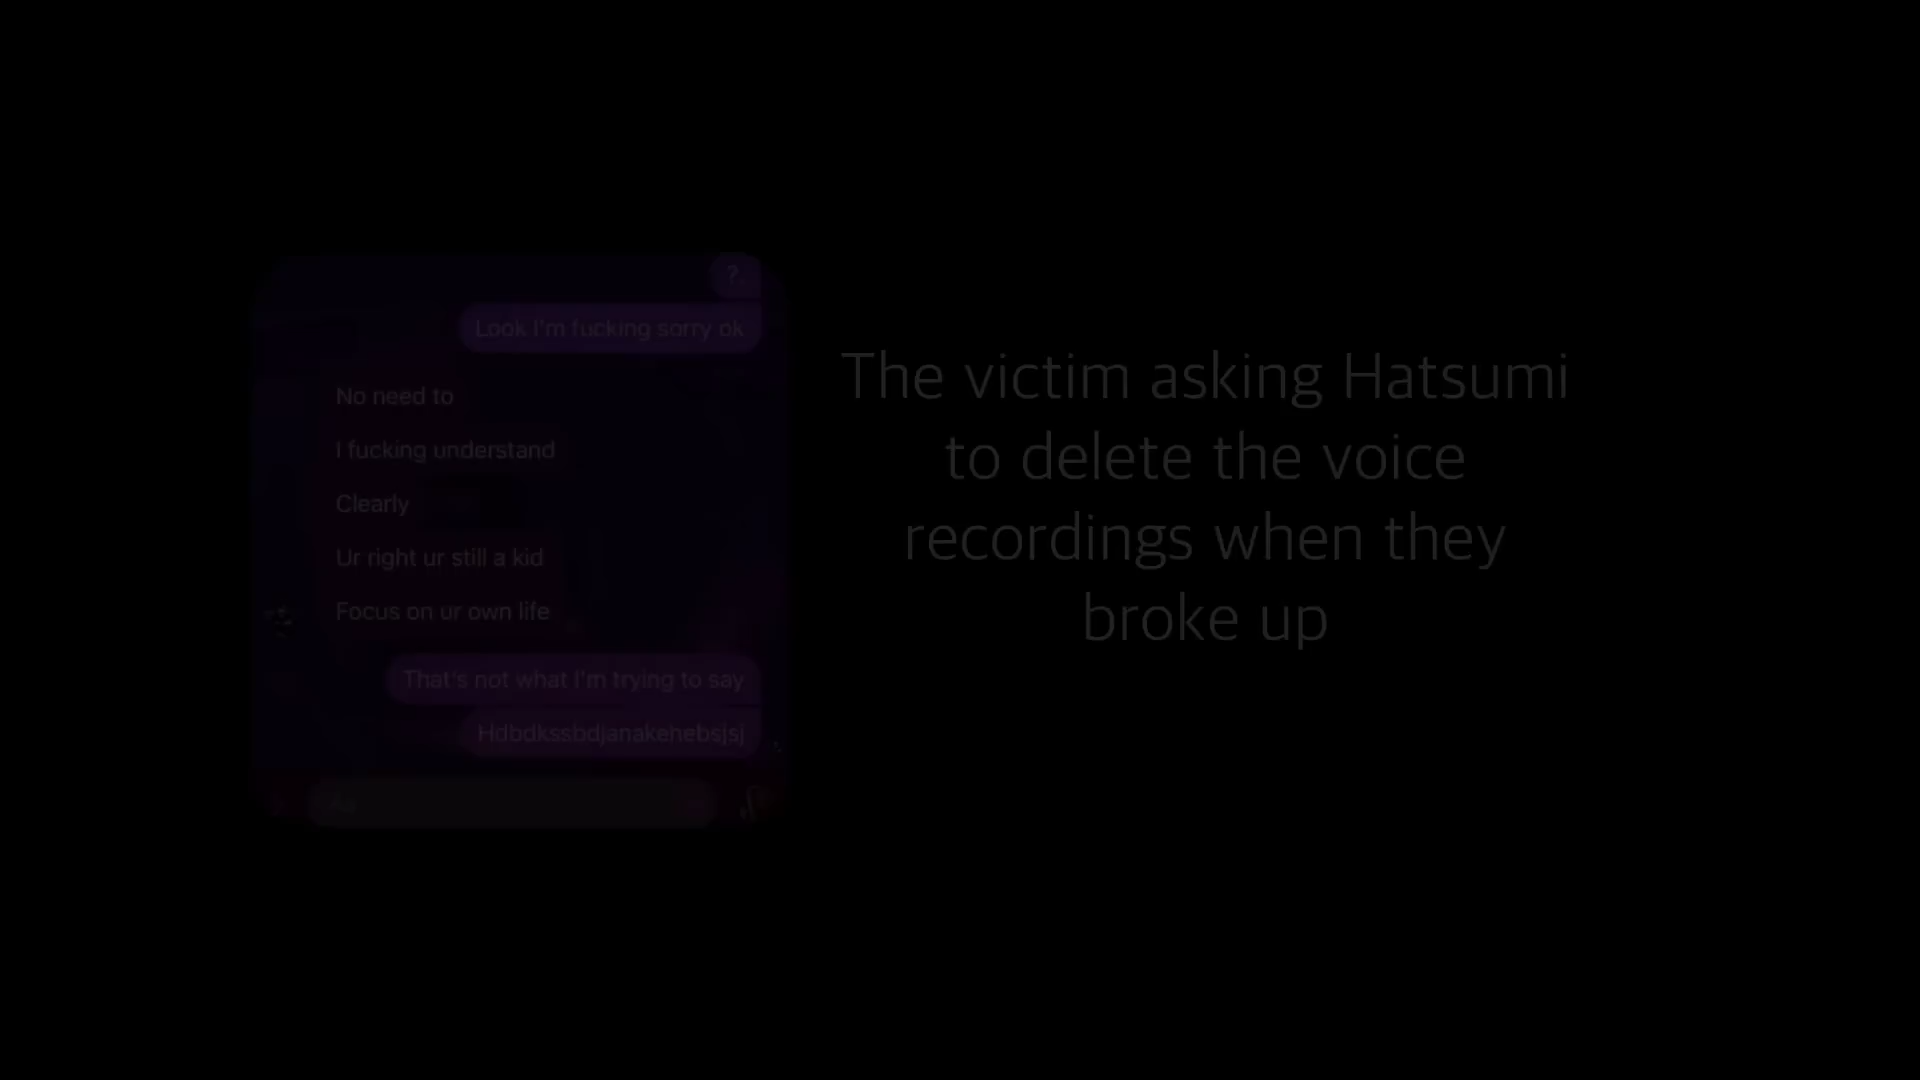 ?
Look I'm fucking sorry ok
No need to
I fucking understand
Clearly
Ur right ur still a kid
Focus on ur own life
That's not what I'm trying to say
Hdbdkssbdjanakehebsjsj
Aa
The victim asking Hatsumi
to delete the voice
recordings when they
broke up